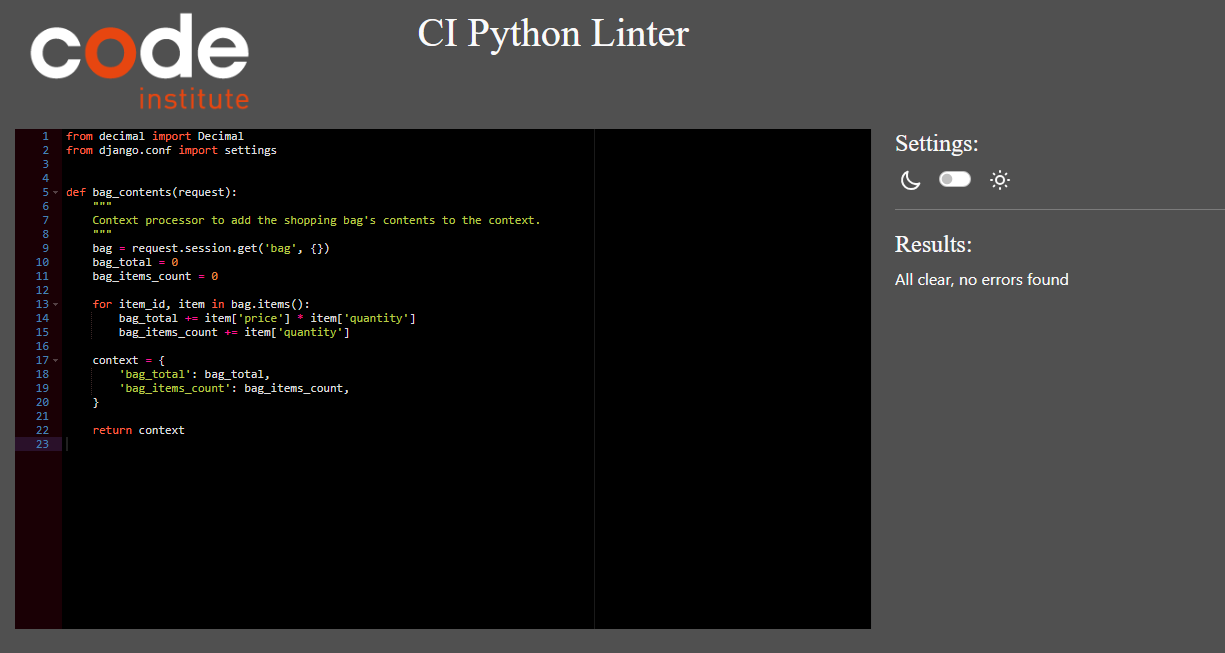 code
institute
CI Python Linter
1 from decimal import Decimal
2 from django.conf import settings
3
4
5 def bag_contents(request):
6     """
7     Context processor to add the shopping bag's contents to the context.
8     """
9     bag = request.session.get('bag', {})
10     bag_total = 0
11     bag_items_count = 0
12
13     for item_id, item in bag.items():
14         bag_total += item['price'] * item['quantity']
15         bag_items_count += item['quantity']
16
17     context = {
18         'bag_total': bag_total,
19         'bag_items_count': bag_items_count,
20     }
21
22     return context
23
Settings:
Results:
All clear, no errors found